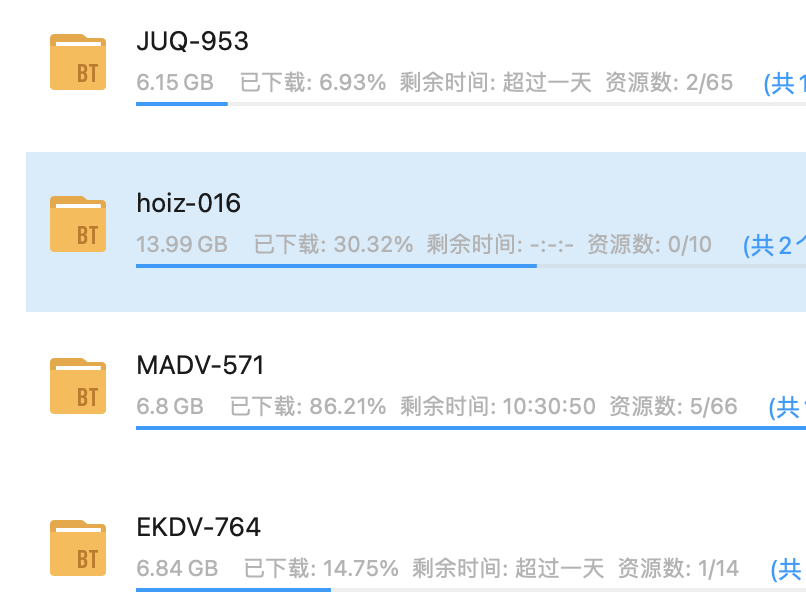 JUQ-953
BT
6.15 GB 已下载: 6.93% 剩余时间: 超过一天 资源数: 2/65 (共1
hoiz-016
BT
13.99 GB 已下载: 30.32% 剩余时间: -:-:- 资源数: 0/10 (共2个
MADV-571
BT
6.8 GB 已下载: 86.21% 剩余时间: 10:30:50 资源数: 5/66 (共
EKDV-764
BT
6.84 GB 已下载: 14.75% 剩余时间: 超过一天 资源数: 1/14 (共